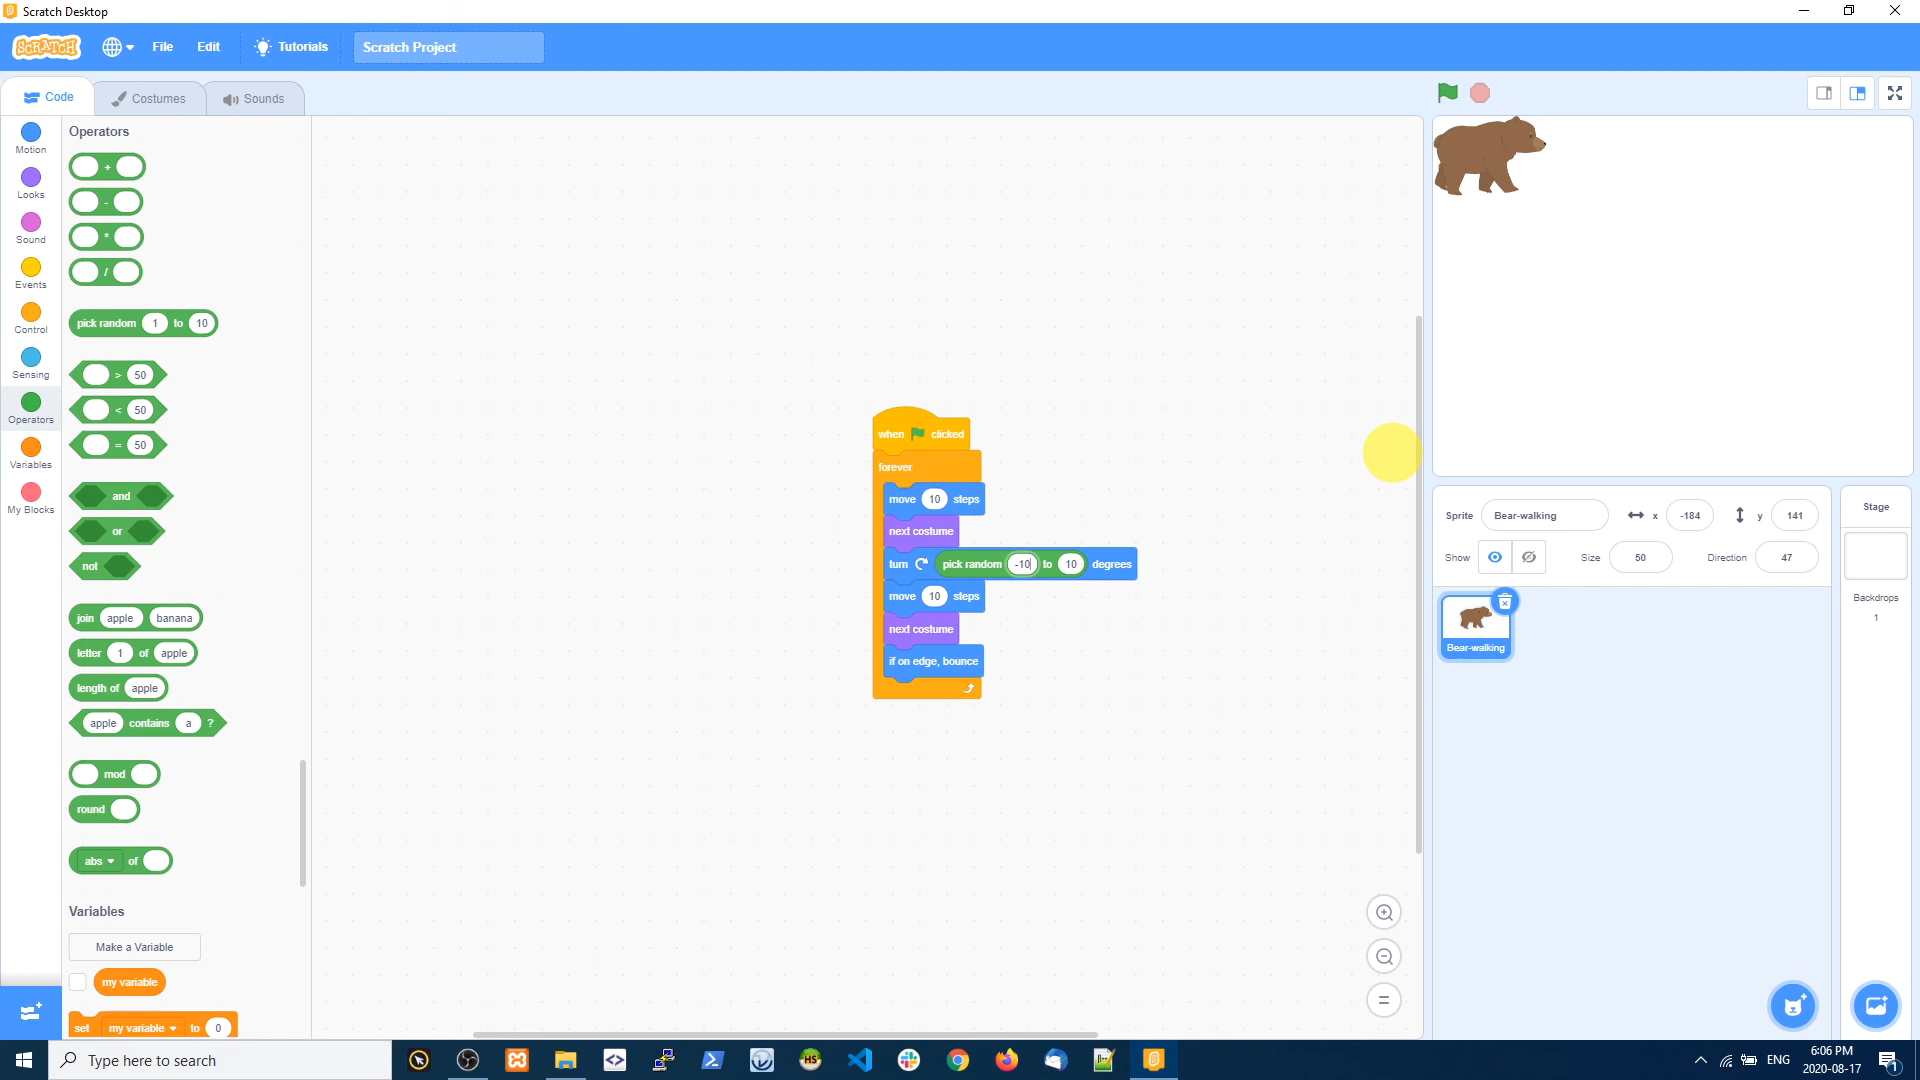 Scratch Desktop
SCRATCH
File
Edit
Tutorials
Scratch Project
Code
Costumes
Sounds
Motion
Looks
Sound
Events
Control
Sensing
Operators
Variables
My Blocks
Operators
+
-
*
/
pick random 1 to 10
> 50
< 50
= 50
and
or
not
join apple banana
letter 1 of apple
length of apple
apple contains a ?
mod
round
abs of
Variables
Make a Variable
my variable
set my variable to 0
when clicked
forever
move 10 steps
next costume
turn pick random -10 to 10 degrees
move 10 steps
next costume
if on edge, bounce
=
Sprite Bear-walking x -184 y 141
Show Size 50 Direction 47
Bear-walking
Stage
Backdrops
1
Type here to search
HS
ENG
6:06 PM
2020-08-17
1